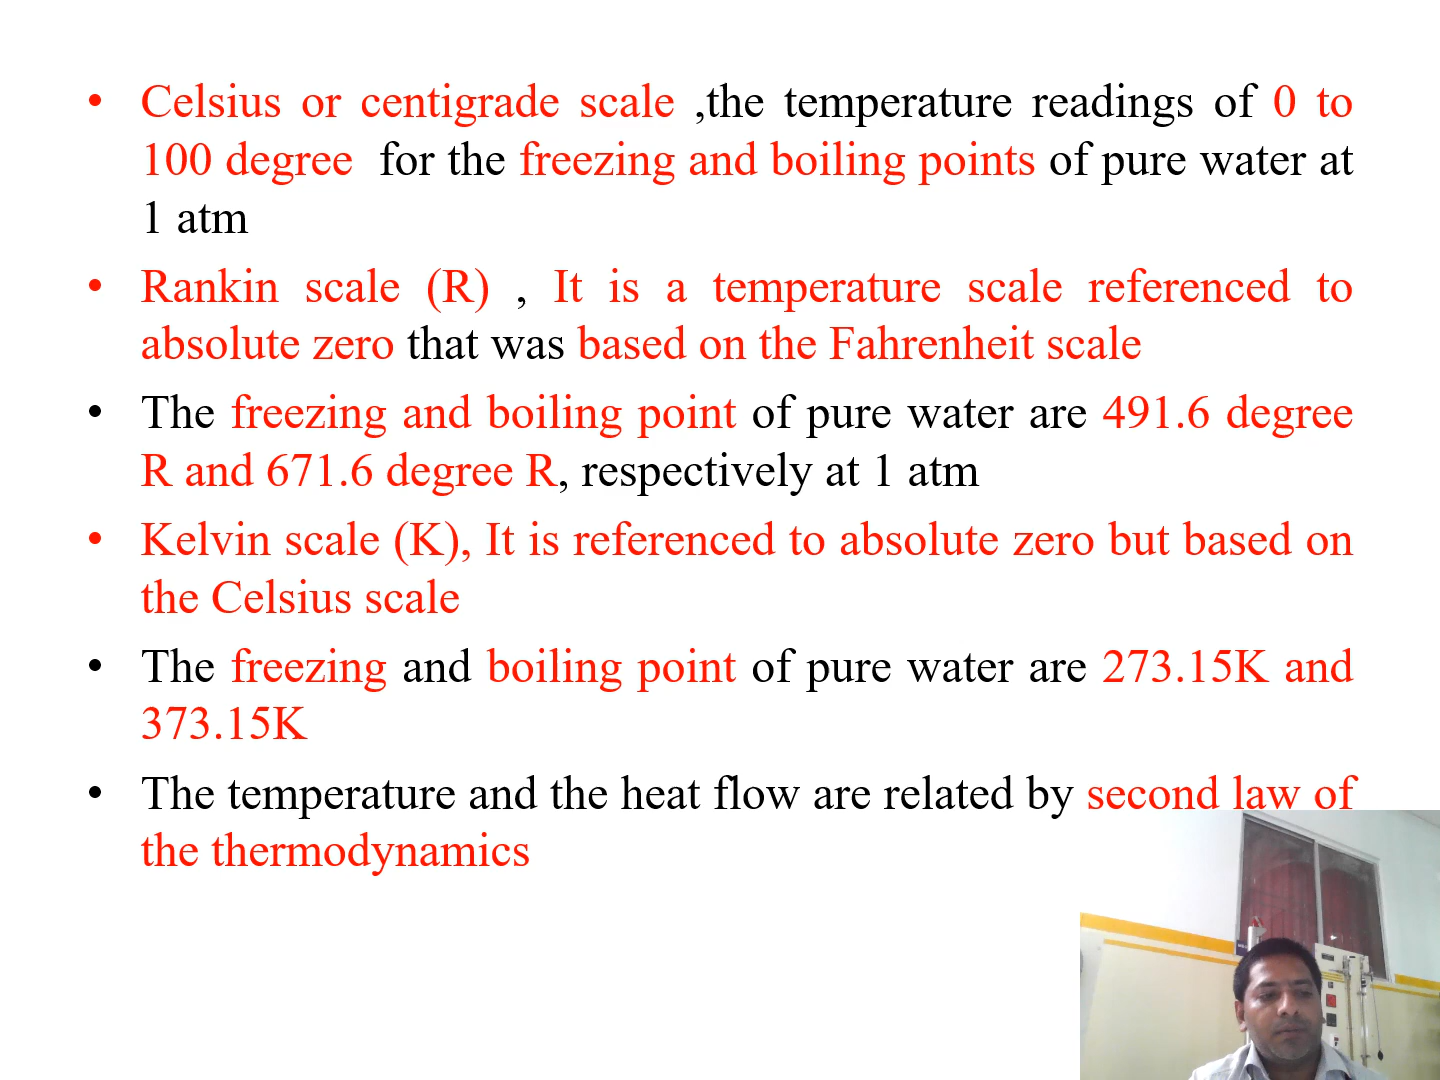 • Celsius or centigrade scale ,the temperature readings of 0 to
100 degree for the freezing and boiling points of pure water at
1 atm
• Rankin scale (R) , It is a temperature scale referenced to
absolute zero that was based on the Fahrenheit scale
• The freezing and boiling point of pure water are 491.6 degree
R and 671.6 degree R, respectively at 1 atm
• Kelvin scale (K), It is referenced to absolute zero but based on
the Celsius scale
• The freezing and boiling point of pure water are 273.15K and
373.15K
• The temperature and the heat flow are related by second law of
the thermodynamics